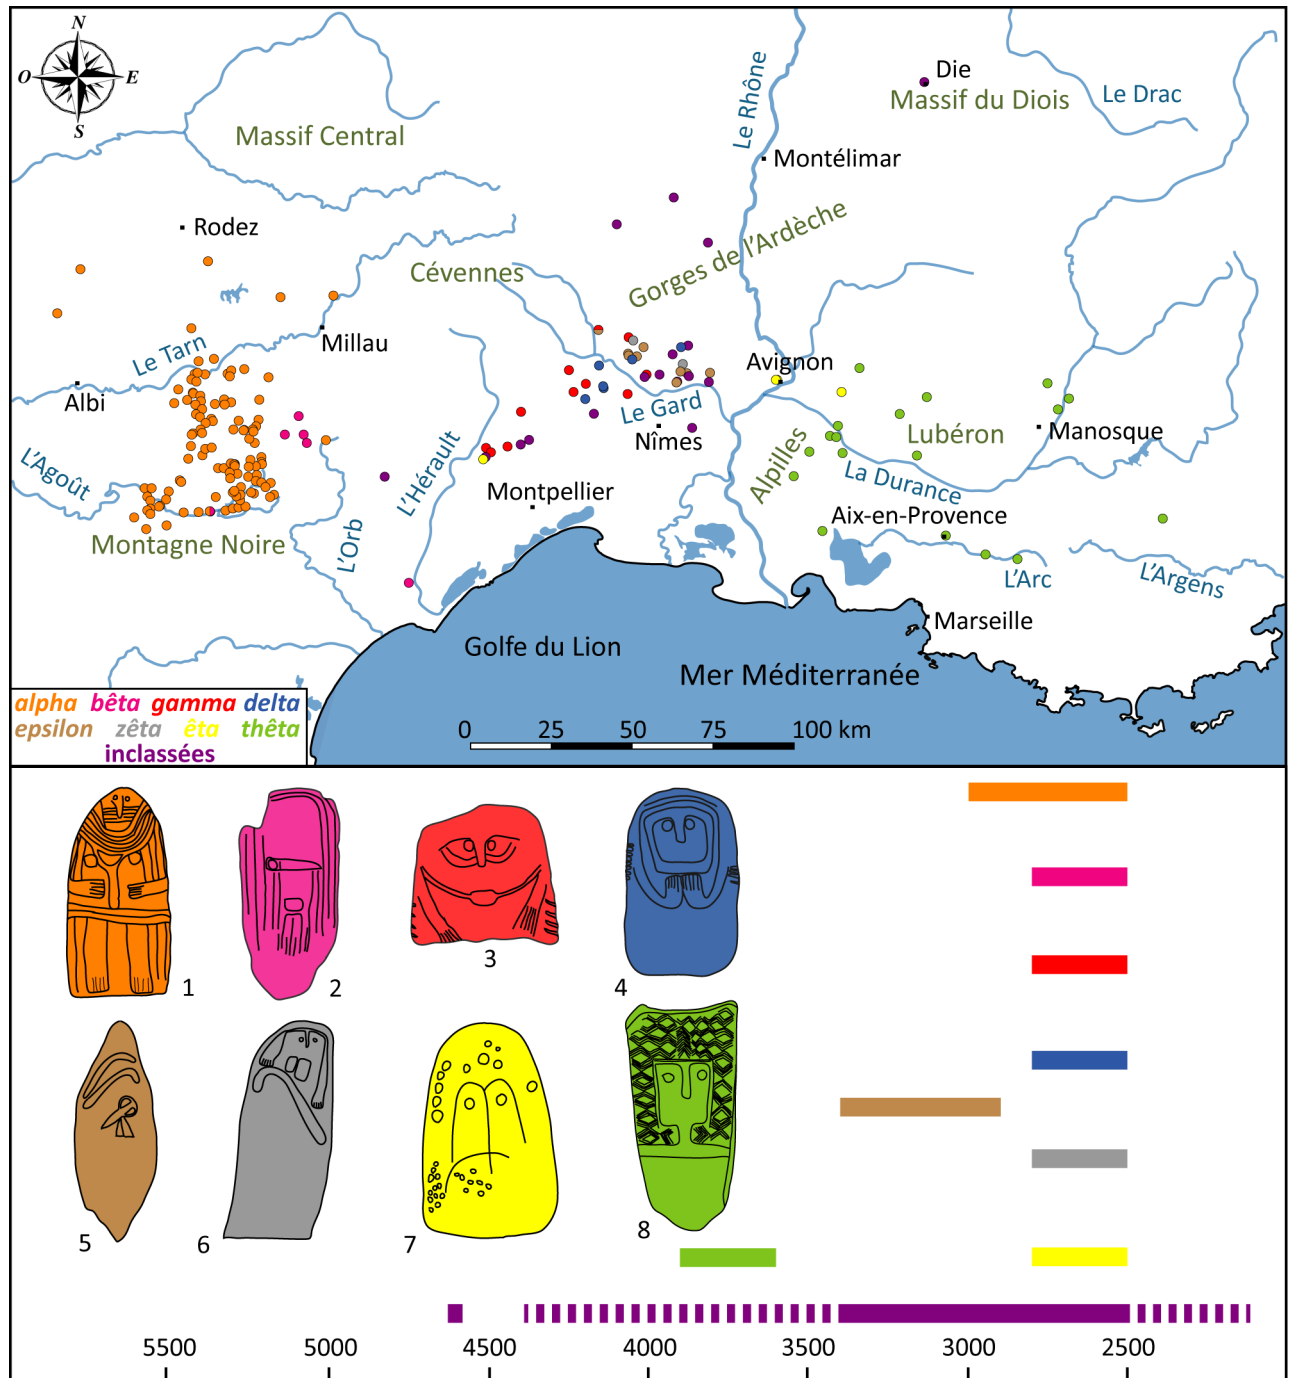 N
O E
S
Die
Massif du Diois
Le Drac
Le Rhône
Massif Central
Montélimar
Rodez
Gorges de l'Ardèche
Cévennes
Millau
Le Tarn
Avignon
Albi
Le Gard
Nîmes
Lubéron
Manosque
L'Agoût
L'Hérault
Alpilles
La Durance
Montpellier
Aix-en-Provence
Montagne Noire
L'Orb
L'Arc
L'Argens
Marseille
Golfe du Lion
Mer Méditerranée
alpha bêta gamma delta
epsilon zêta êta thêta
inclassées
0 25 50 75 100 km
1 2 3 4
5 6 7 8
5500 5000 4500 4000 3500 3000 2500